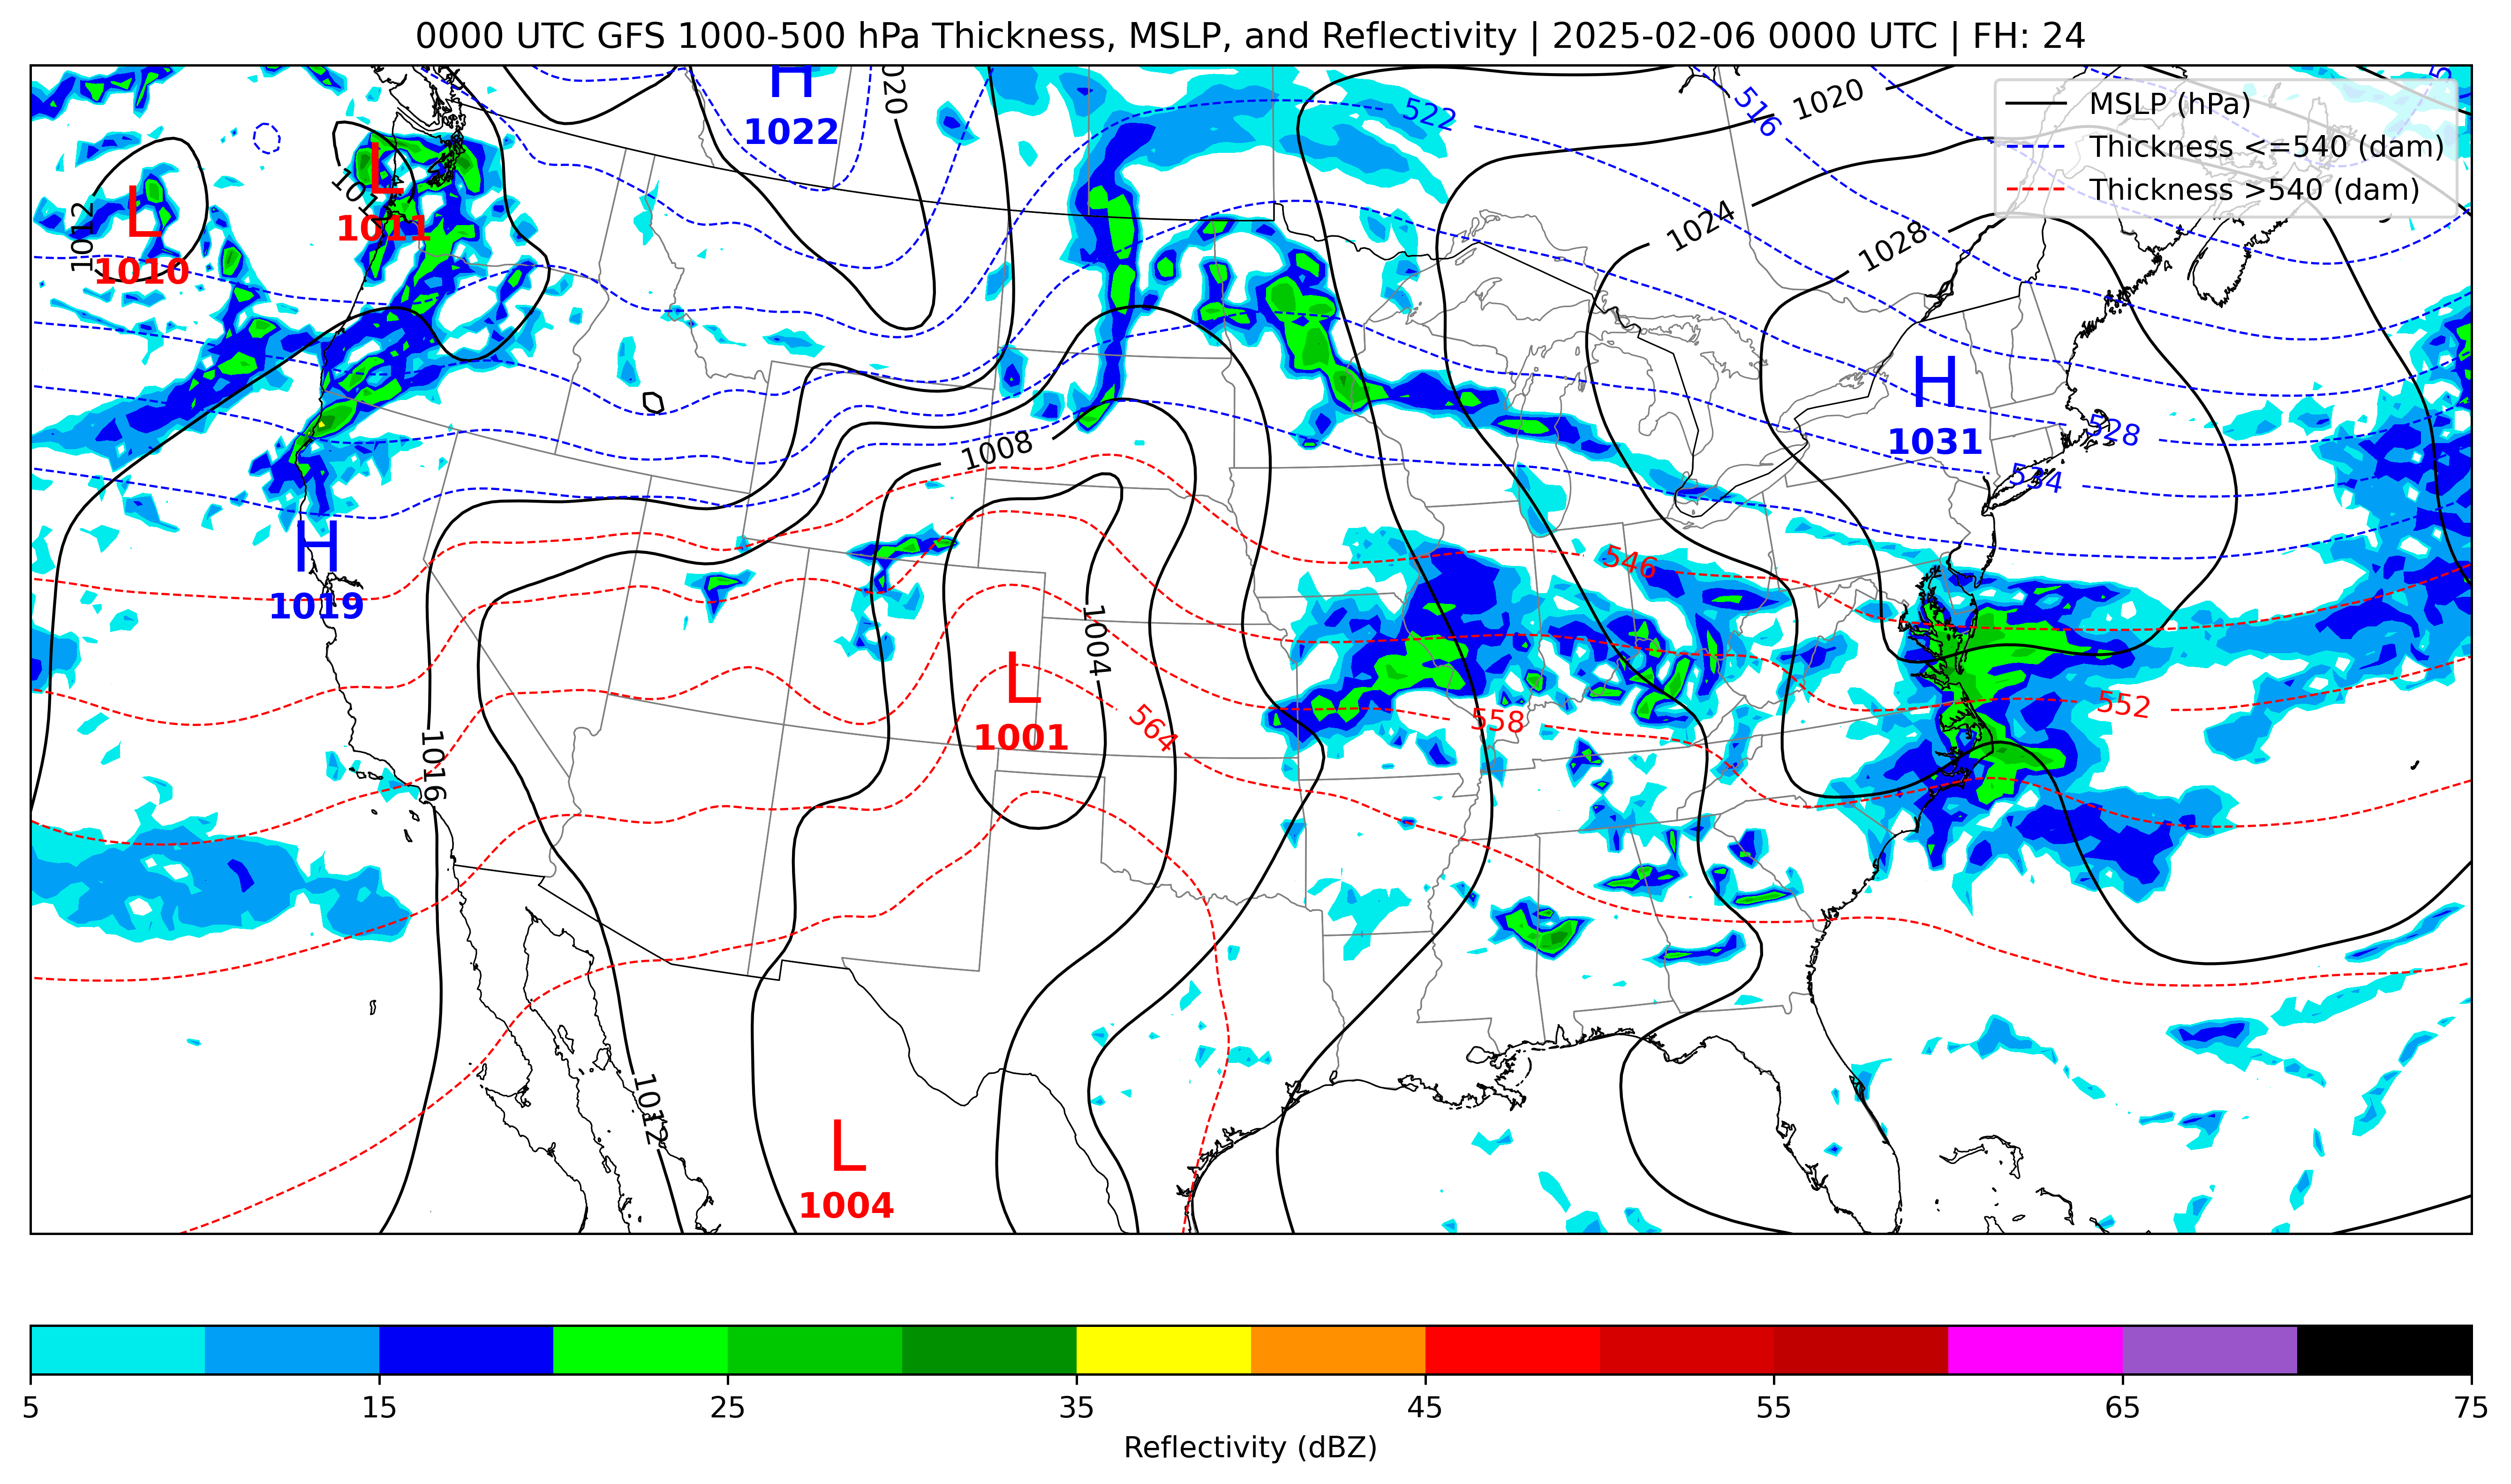 0000 UTC GFS 1000-500 hPa Thickness, MSLP, and Reflectivity | 2025-02-06 0000 UTC | FH: 24
MSLP (hPa)
Thickness <=540 (dam)
Thickness >540 (dam)
H
1022
1020
522
516
1020
L
1011
L
1010
1012
1024
1028
H
1031
528
534
1008
H
1019
546
1004
L
1001
564
558
552
1016
1012
L
1004
5 15 25 35 45 55 65 75
Reflectivity (dBZ)